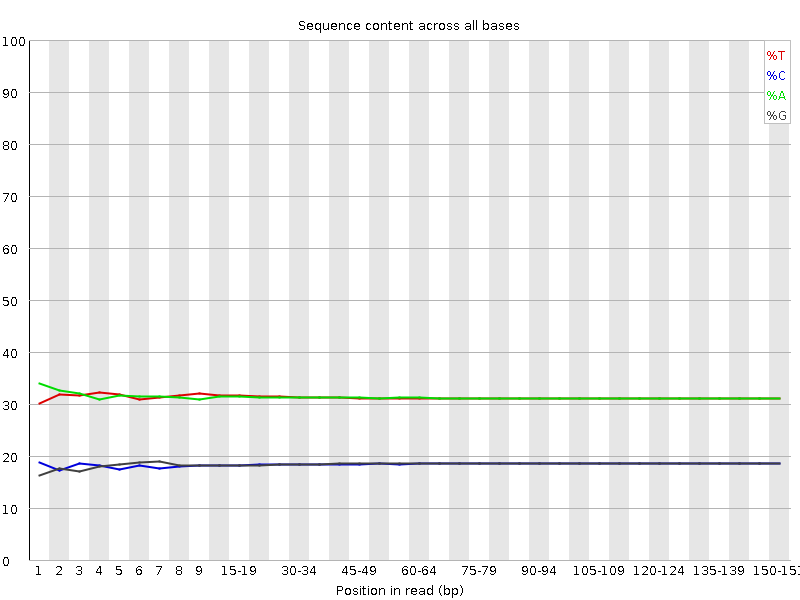 Sequence content across all bases
100
90
80
70
60
50
40
30
20
10
0
%T
%C
%A
%G
1 2 3 4 5 6 7 8 9 15-19 30-34 45-49 60-64 75-79 90-94 105-109 120-124 135-139 150-151
Position in read (bp)